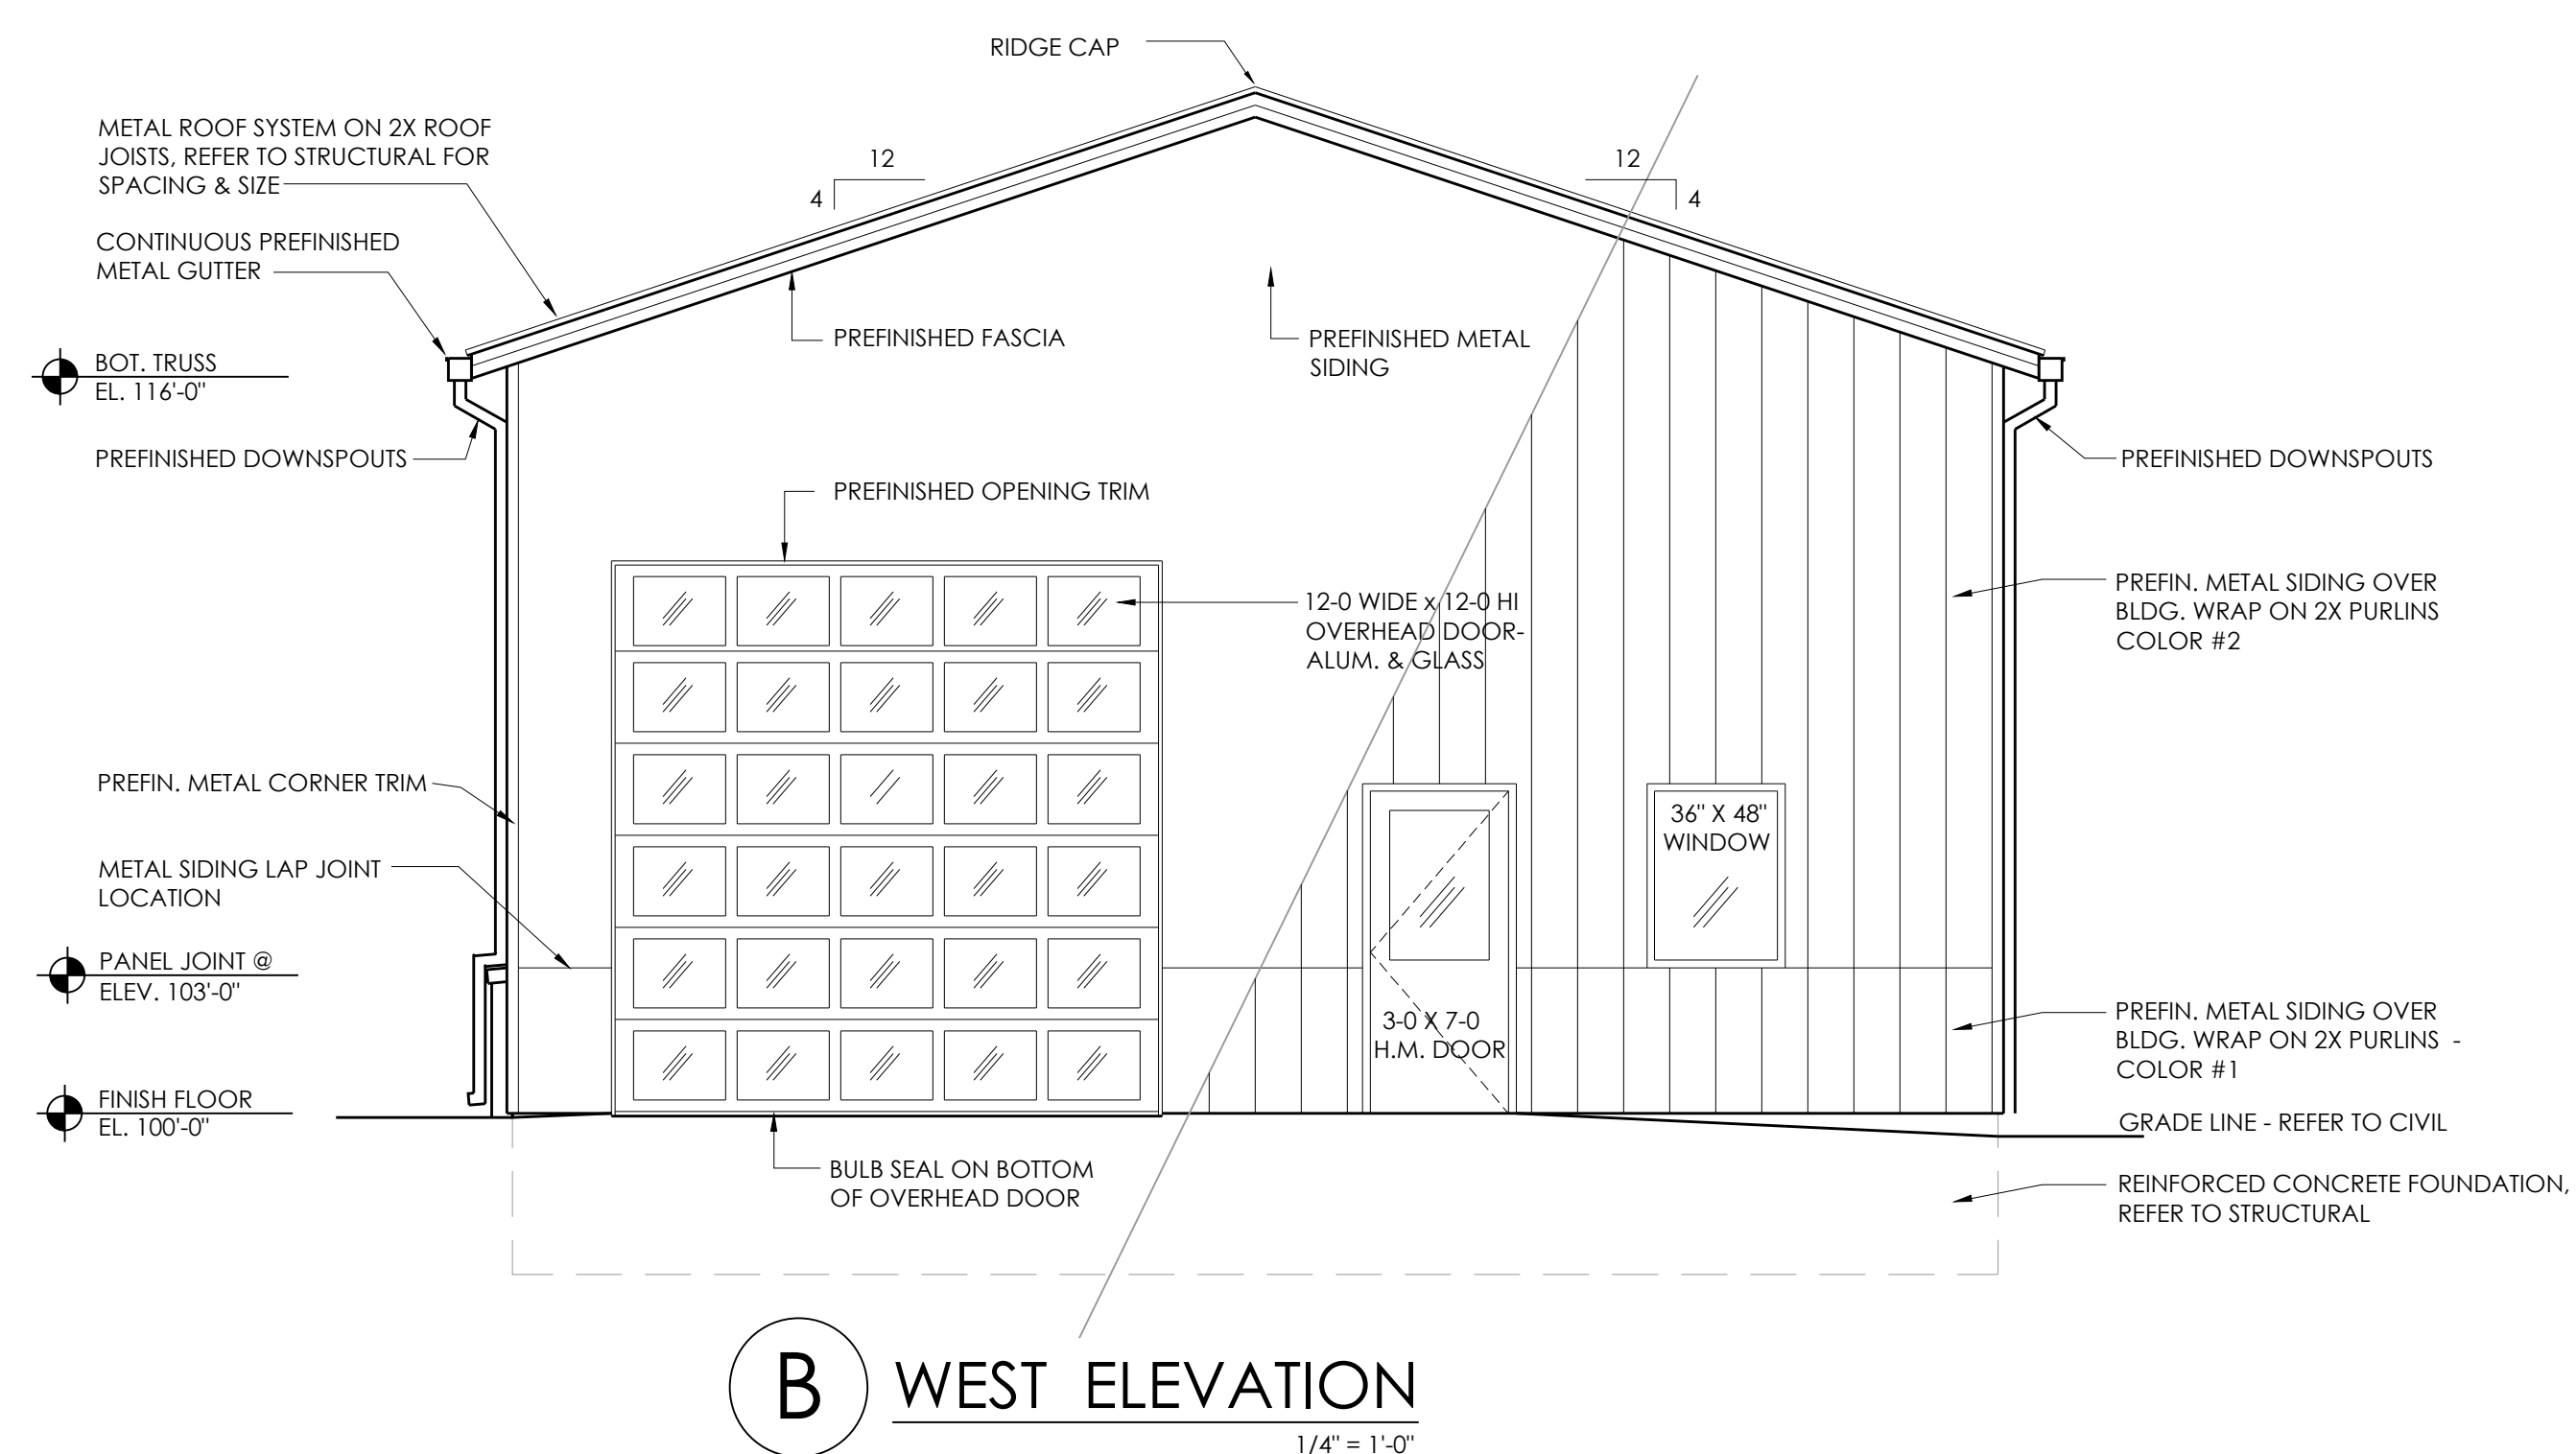 RIDGE CAP
METAL ROOF SYSTEM ON 2X ROOF
JOISTS, REFER TO STRUCTURAL FOR
SPACING & SIZE
12
4
12
4
CONTINUOUS PREFINISHED
METAL GUTTER
PREFINISHED FASCIA
PREFINISHED METAL
SIDING
BOT. TRUSS
EL. 116'-0"
PREFINISHED DOWNSPOUTS
PREFINISHED DOWNSPOUTS
PREFINISHED OPENING TRIM
12-0 WIDE x 12-0 HI
OVERHEAD DOOR-
ALUM. & GLASS
PREFIN. METAL SIDING OVER
BLDG. WRAP ON 2X PURLINS
COLOR #2
PREFIN. METAL CORNER TRIM
36" X 48"
WINDOW
METAL SIDING LAP JOINT
LOCATION
PANEL JOINT @
ELEV. 103'-0"
3-0 X 7-0
H.M. DOOR
PREFIN. METAL SIDING OVER
BLDG. WRAP ON 2X PURLINS -
COLOR #1
FINISH FLOOR
EL. 100'-0"
GRADE LINE - REFER TO CIVIL
BULB SEAL ON BOTTOM
OF OVERHEAD DOOR
REINFORCED CONCRETE FOUNDATION,
REFER TO STRUCTURAL
B
WEST ELEVATION
1/4" = 1'-0"